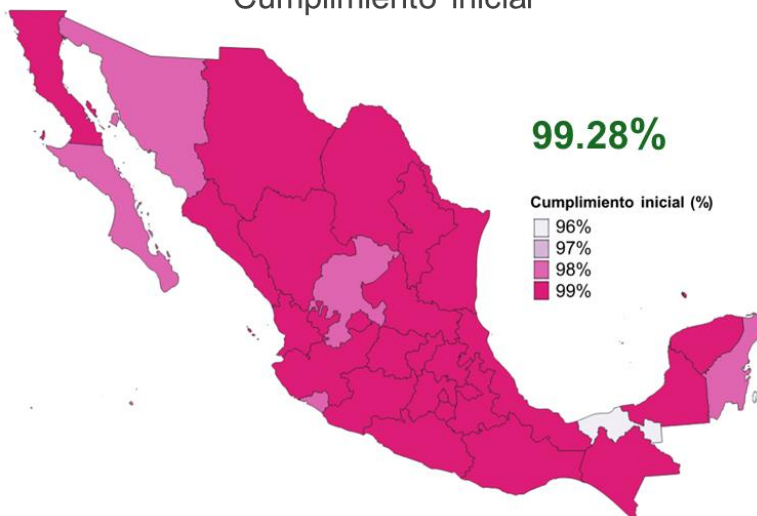 Cumplimiento inicial
99.28%
Cumplimiento inicial (%)
96%
97%
98%
99%